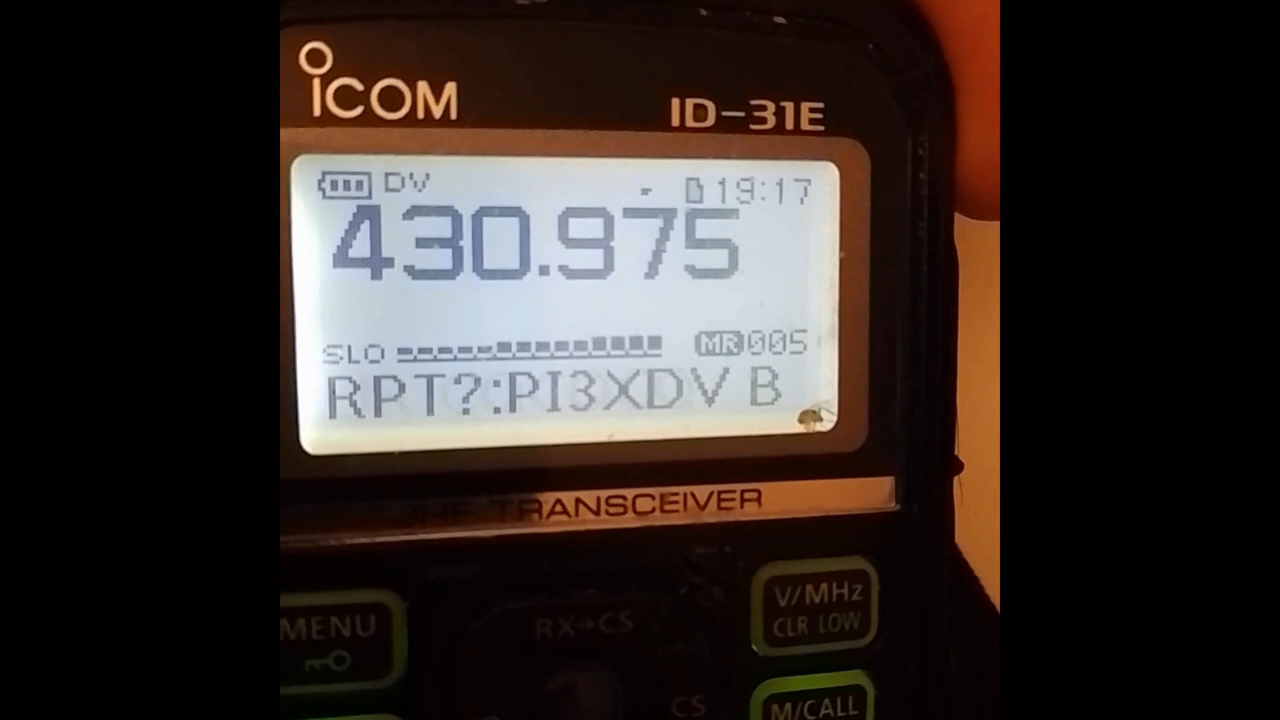 ICOM
ID-31E
DV 19:17
430.975
SLO MR 005
RPT?:PI3XDV B
UHF TRANSCEIVER
MENU
RX→CS
V/MHz
CLR LOW
CS
M/CALL